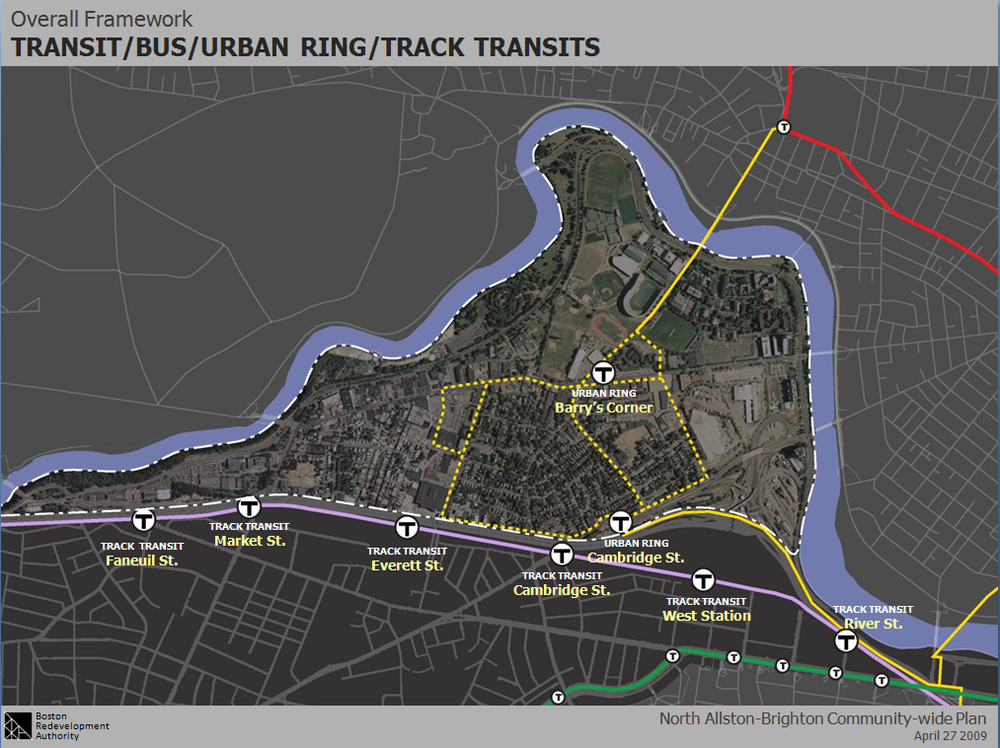 Overall Framework
TRANSIT/BUS/URBAN RING/TRACK TRANSITS
T
T
URBAN RING
Barry's Corner
T
TRACK TRANSIT
Faneuil St.
T
TRACK TRANSIT
Market St.
T
TRACK TRANSIT
Everett St.
T
URBAN RING
Cambridge St.
T
TRACK TRANSIT
Cambridge St.
T
TRACK TRANSIT
West Station
TRACK TRANSIT
River St.
T
T
T
T
T
T
T
Boston
Redevelopment
Authority
North Allston-Brighton Community-wide Plan
April 27 2009